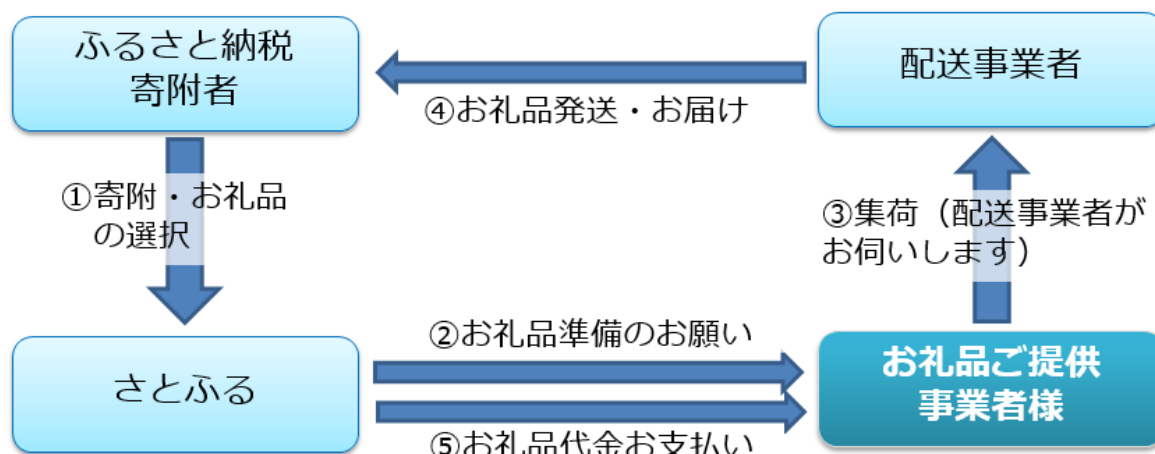 ふるさと納税
寄附者
配送事業者
④お礼品発送・お届け
①寄附・お礼品
の選択
③集荷（配送事業者が
お伺いします）
②お礼品準備のお願い
さとふる
お礼品ご提供
事業者様
⑤お礼品代金お支払い